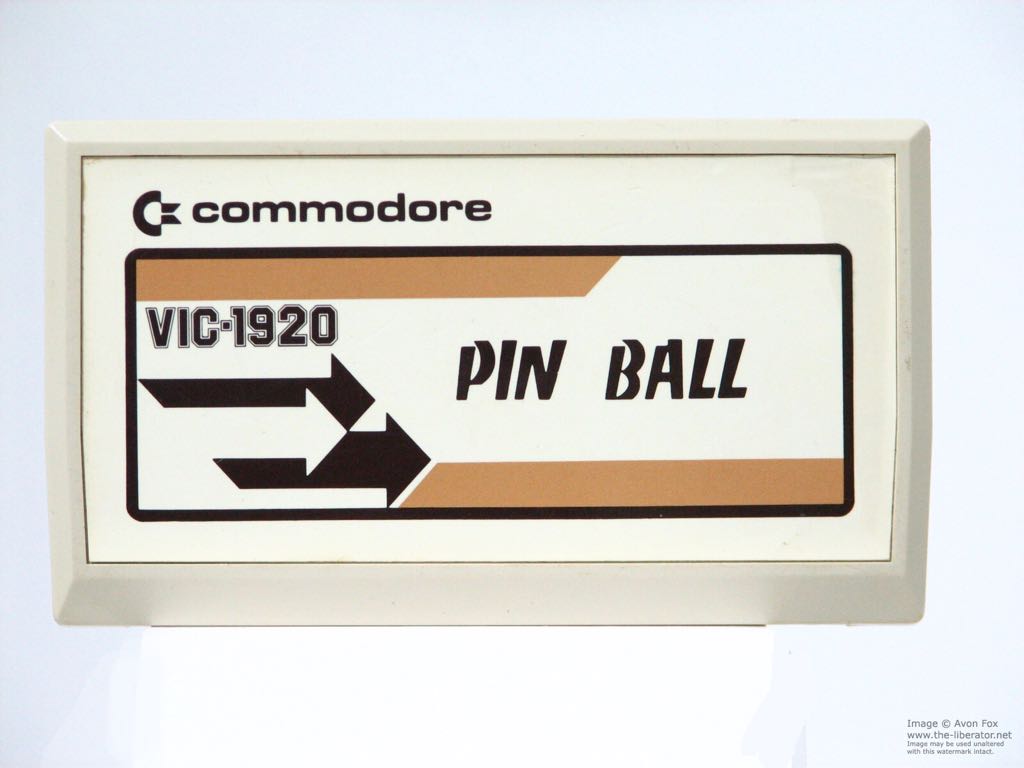 commodore
VIC-1920
PIN BALL
Image © Avon Fox
www.the-liberator.net
Image may be used unaltered
with this watermark intact.